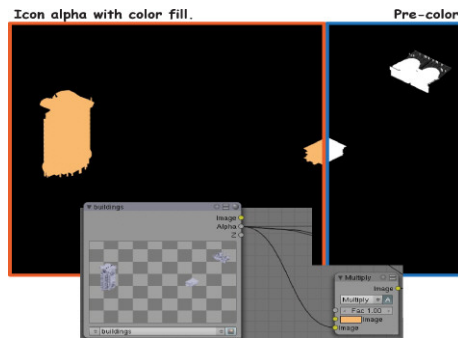 Icon alpha with color fill.
Pre-color
buildings
Image
Alpha
Z
buildings
Multiply
Image
Multiply
Fac 1.00
Image
Image